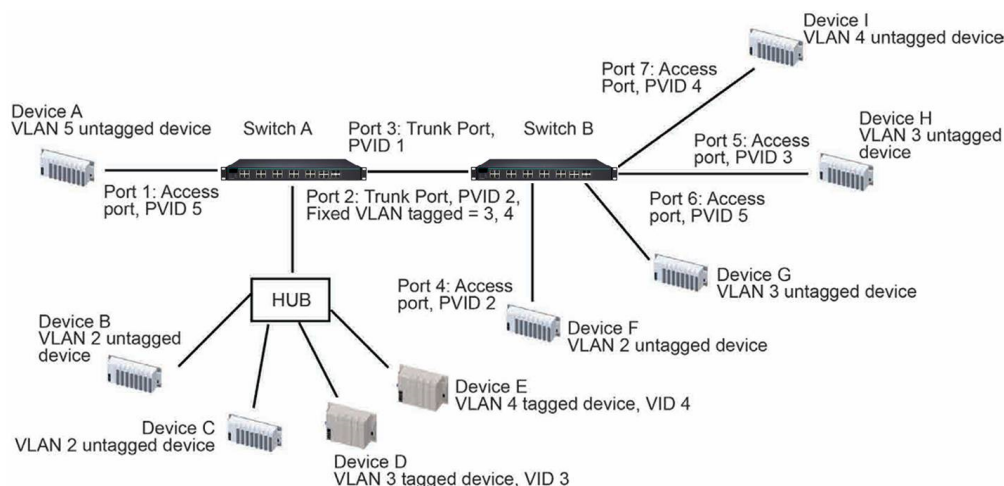 Device I
VLAN 4 untagged device
Port 7: Access
Port, PVID 4
Device A
VLAN 5 untagged device
Switch A
Port 3: Trunk Port,
PVID 1
Switch B
Device H
VLAN 3 untagged
device
Port 5: Access
port, PVID 3
Port 1: Access
port, PVID 5
Port 2: Trunk Port, PVID 2,
Fixed VLAN tagged = 3, 4
Port 6: Access
port, PVID 5
Device G
VLAN 3 untagged device
Port 4: Access
port, PVID 2
HUB
Device B
VLAN 2 untagged
device
Device F
VLAN 2 untagged device
Device E
VLAN 4 tagged device, VID 4
Device C
VLAN 2 untagged device
Device D
VLAN 3 tagged device, VID 3